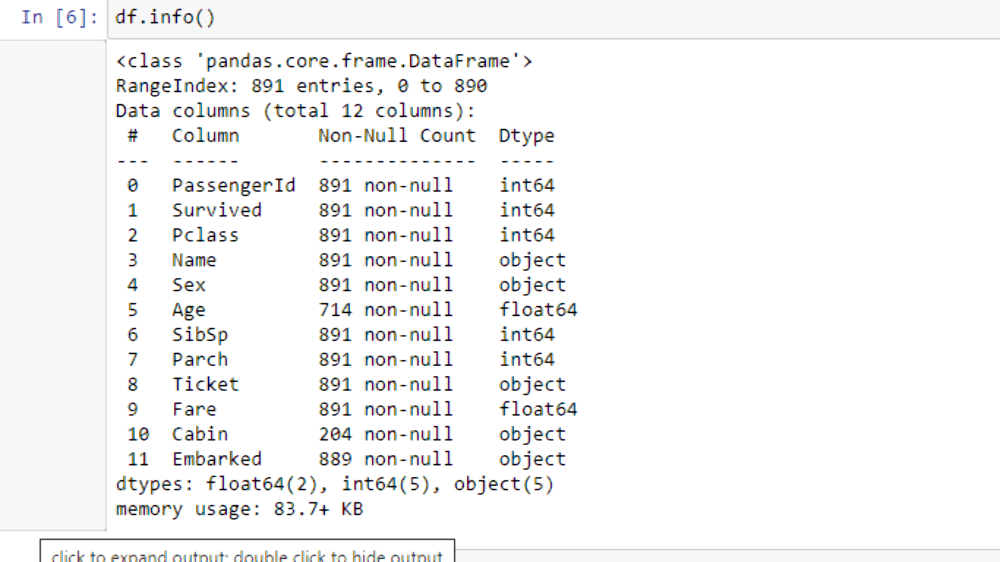 In [6]: df.info()
<class 'pandas.core.frame.DataFrame'>
RangeIndex: 891 entries, 0 to 890
Data columns (total 12 columns):
 #   Column       Non-Null Count  Dtype
---  ------       --------------  -----
 0   PassengerId  891 non-null    int64
 1   Survived     891 non-null    int64
 2   Pclass       891 non-null    int64
 3   Name         891 non-null    object
 4   Sex          891 non-null    object
 5   Age          714 non-null    float64
 6   SibSp        891 non-null    int64
 7   Parch        891 non-null    int64
 8   Ticket       891 non-null    object
 9   Fare         891 non-null    float64
 10  Cabin        204 non-null    object
 11  Embarked     889 non-null    object
dtypes: float64(2), int64(5), object(5)
memory usage: 83.7+ KB
click to expand output; double click to hide output